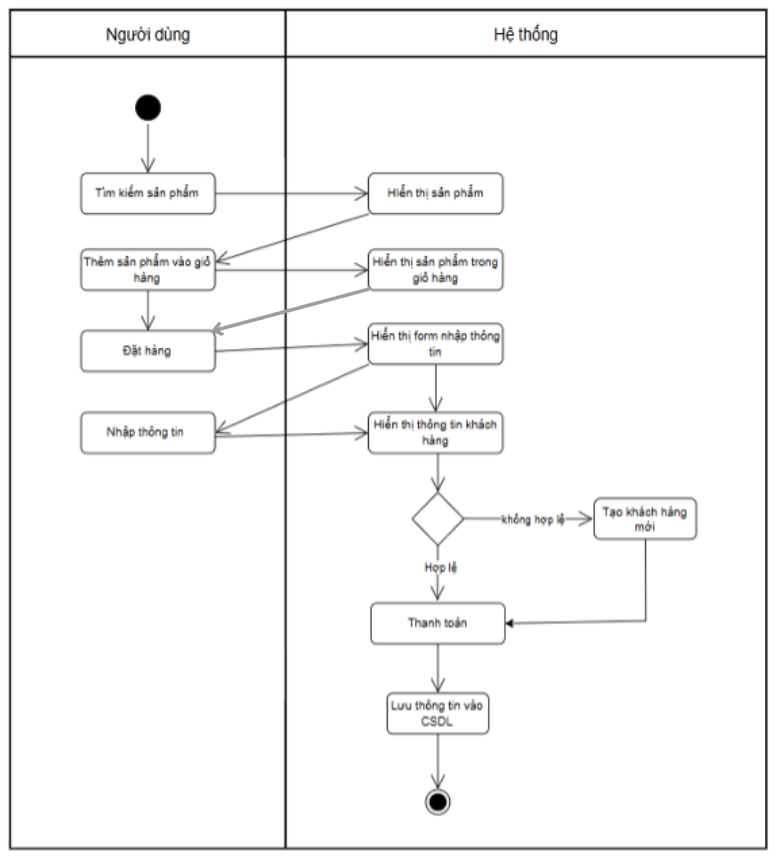 Người dùng
Hệ thống
Tìm kiếm sản phẩm
Hiển thị sản phẩm
Thêm sản phẩm vào giỏ
hàng
Hiển thị sản phẩm trong
giỏ hàng
Đặt hàng
Hiển thị form nhập thông
tin
Nhập thông tin
Hiển thị thông tin khách
hàng
không hợp lệ
Tạo khách hàng
mới
Hợp lệ
Thanh toán
Lưu thông tin vào
CSDL